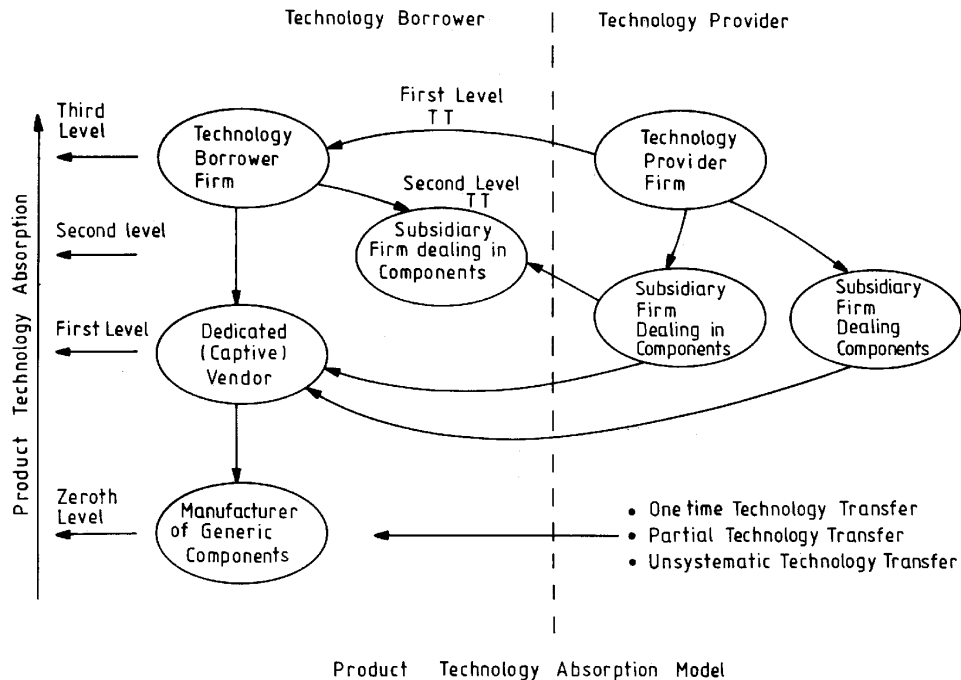 Technology Borrower
Technology Provider
First Level
TT
Third
Level
Technology
Borrower
Firm
Technology
Provider
Firm
Second Level
TT
Subsidiary
Firm dealing in
Components
Second level
Subsidiary
Firm
Dealing in
Components
Subsidiary
Firm
Dealing
Components
First Level
Dedicated
(Captive)
Vendor
Product Technology Absorption
Zeroth
Level
Manufacturer
of Generic
Components
• One time Technology Transfer
• Partial Technology Transfer
• Unsystematic Technology Transfer
Product Technology Absorption Model